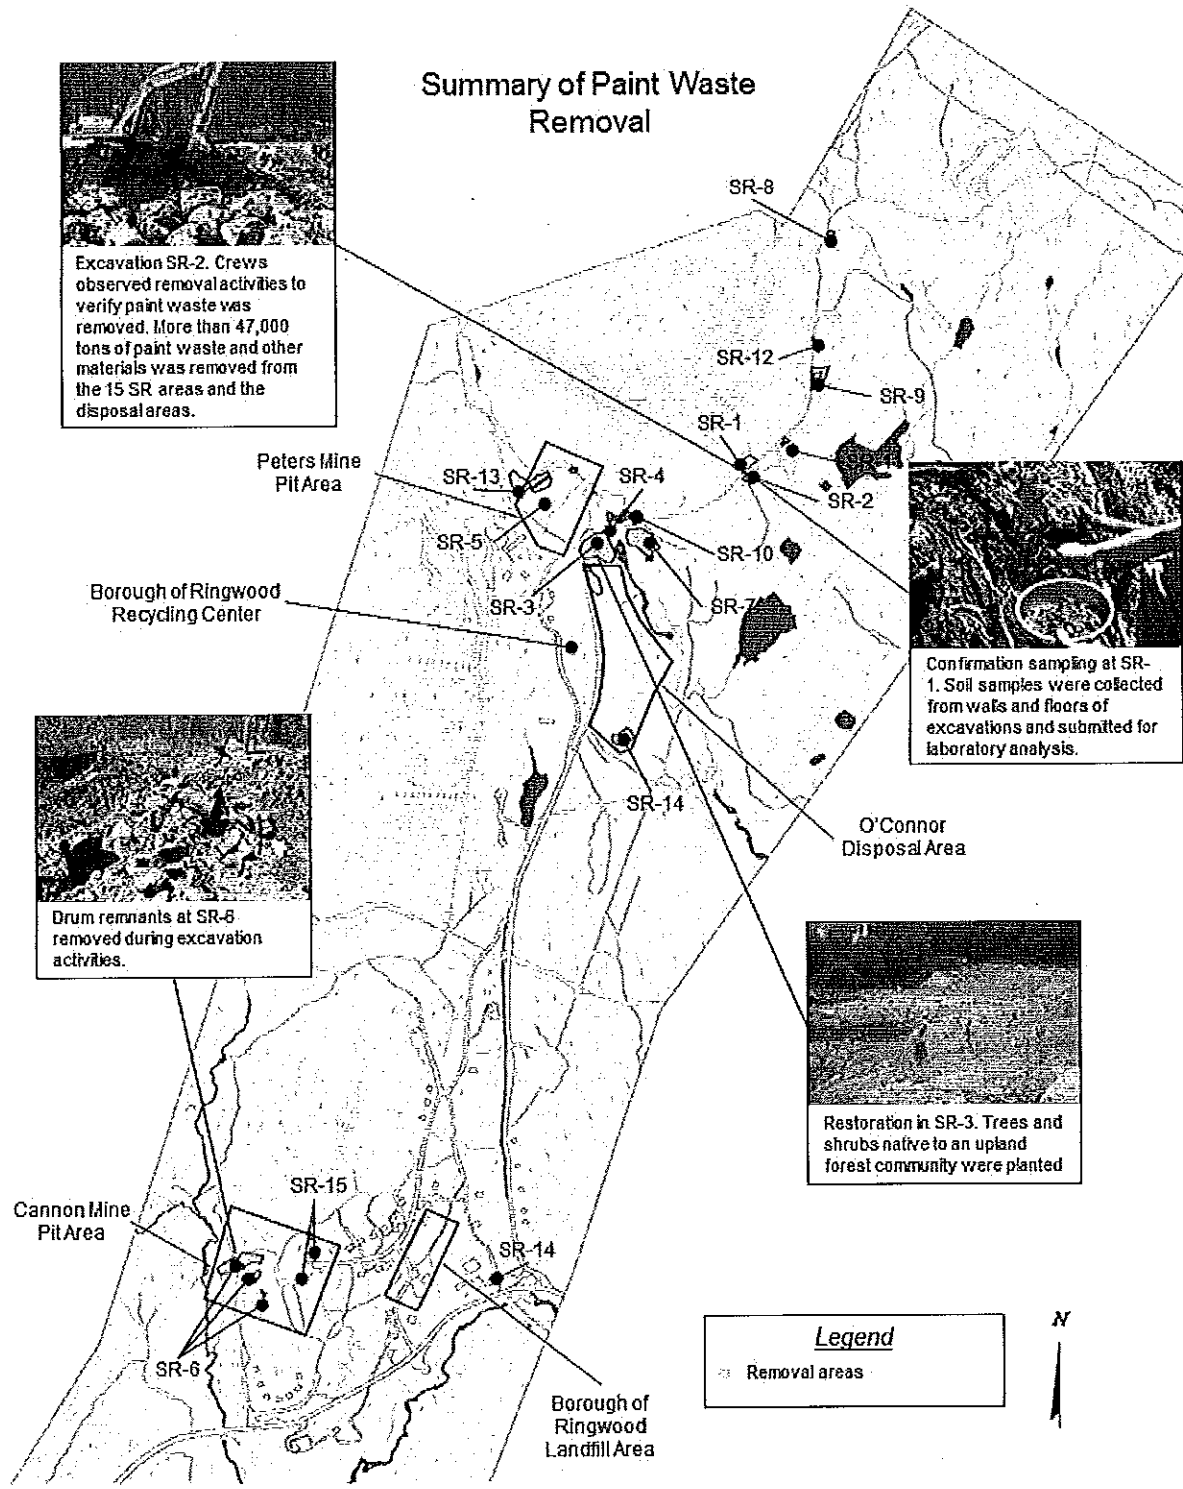 Summary of Paint Waste
Removal
Excavation SR-2. Crews
observed removal activities to
verify paint waste was
removed. More than 47,000
tons of paint waste and other
materials was removed from
the 15 SR areas and the
disposal areas.
SR-8
SR-12
SR-9
SR-1
SR-2
Peters Mine
Pit Area
SR-13
SR-4
SR-5
SR-10
Borough of Ringwood
Recycling Center
SR-3
SR-7
Confirmation sampling at SR-
1. Soil samples were collected
from walls and floors of
excavations and submitted for
laboratory analysis.
SR-14
O'Connor
Disposal Area
Drum remnants at SR-6
removed during excavation
activities.
Restoration in SR-3. Trees and
shrubs native to an upland
forest community were planted
Cannon Mine
Pit Area
SR-15
SR-14
SR-6
Borough of
Ringwood
Landfill Area
Legend
Removal areas
N